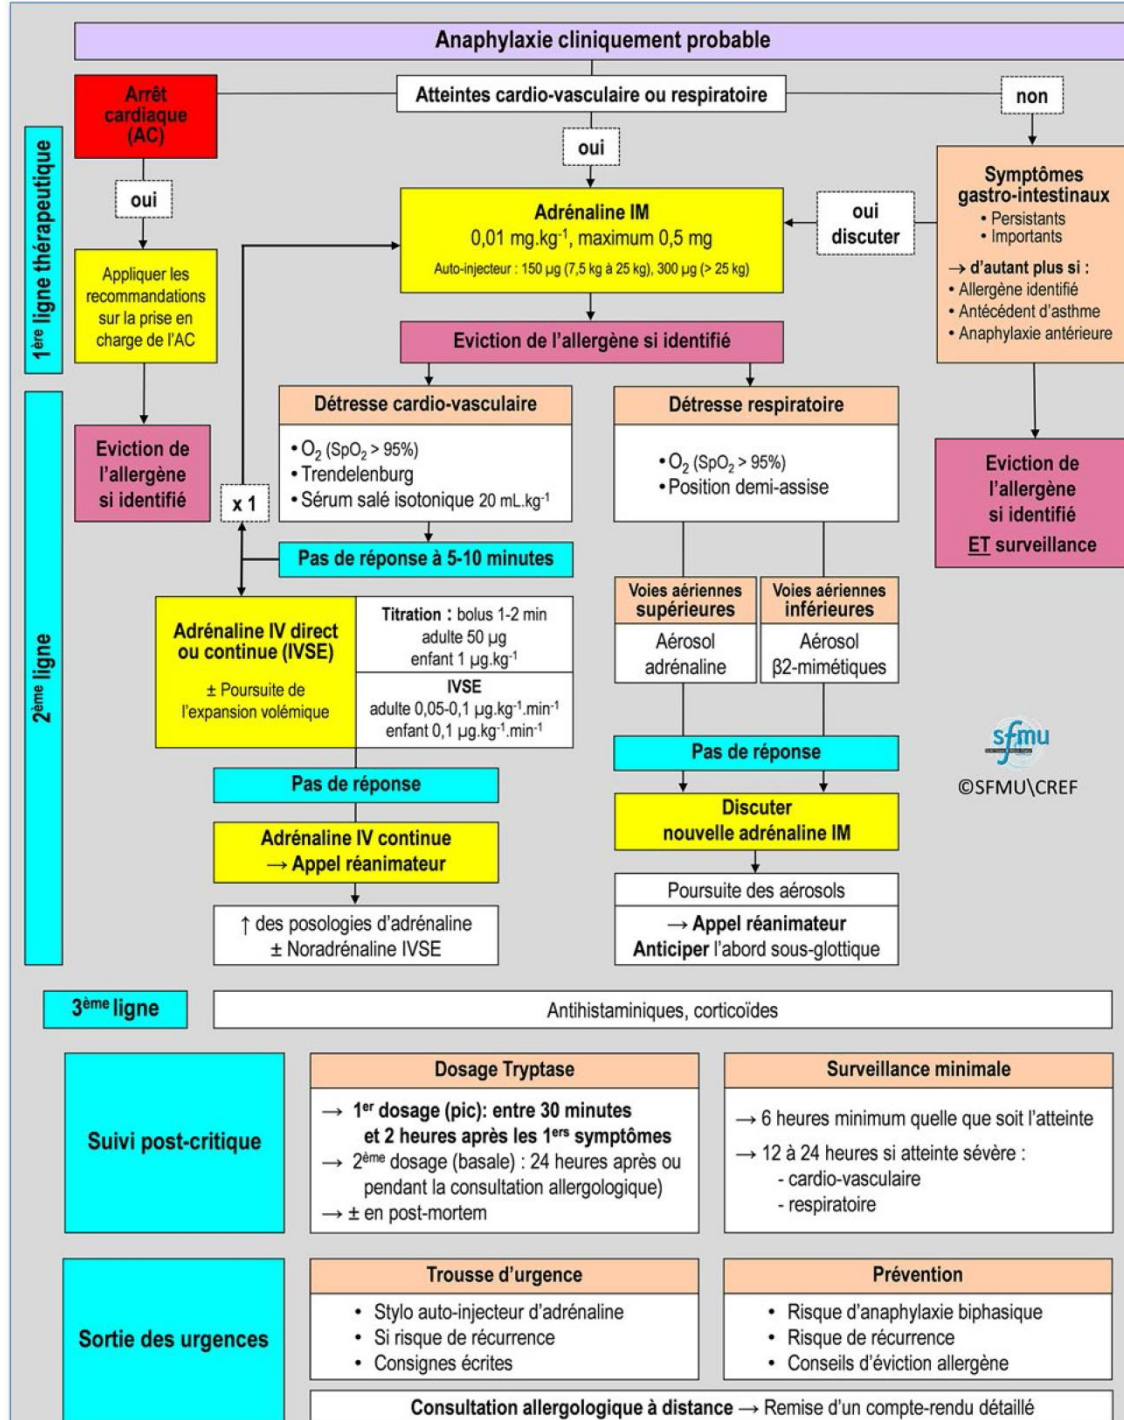 Anaphylaxie cliniquement probable
Arrêt
cardiaque
(AC)
Atteintes cardio-vasculaire ou respiratoire
non
oui
oui
1ère ligne thérapeutique
Appliquer les
recommandations
sur la prise en
charge de l'AC
Adrénaline IM
0,01 mg.kg-1, maximum 0,5 mg
Auto-injecteur : 150 µg (7,5 kg à 25 kg), 300 µg (> 25 kg)
oui
discuter
Symptômes
gastro-intestinaux
• Persistants
• Importants
→ d'autant plus si :
• Allergène identifié
• Antécédent d'asthme
• Anaphylaxie antérieure
Eviction de l'allergène si identifié
2ème ligne
Eviction de
l'allergène
si identifié
x 1
Détresse cardio-vasculaire
• O2 (SpO2 > 95%)
• Trendelenburg
• Sérum salé isotonique 20 mL.kg-1
Pas de réponse à 5-10 minutes
Adrénaline IV direct
ou continue (IVSE)
± Poursuite de
l'expansion volémique
Titration : bolus 1-2 min
adulte 50 µg
enfant 1 µg.kg-1
IVSE
adulte 0,05-0,1 µg.kg-1.min-1
enfant 0,1 µg.kg-1.min-1
Pas de réponse
Adrénaline IV continue
→ Appel réanimateur
↑ des posologies d'adrénaline
± Noradrénaline IVSE
Détresse respiratoire
• O2 (SpO2 > 95%)
• Position demi-assise
Voies aériennes
supérieures
Aérosol
adrénaline
Voies aériennes
inférieures
Aérosol
β2-mimétiques
Pas de réponse
Discuter
nouvelle adrénaline IM
Poursuite des aérosols
→ Appel réanimateur
Anticiper l'abord sous-glottique
Eviction de
l'allergène
si identifié
ET surveillance
sfmu
©SFMU\CREF
3ème ligne
Antihistaminiques, corticoïdes
Suivi post-critique
Dosage Tryptase
→ 1er dosage (pic): entre 30 minutes
et 2 heures après les 1ers symptômes
→ 2ème dosage (basale) : 24 heures après ou
pendant la consultation allergologique)
→ ± en post-mortem
Surveillance minimale
→ 6 heures minimum quelle que soit l'atteinte
→ 12 à 24 heures si atteinte sévère :
- cardio-vasculaire
- respiratoire
Sortie des urgences
Trousse d'urgence
• Stylo auto-injecteur d'adrénaline
• Si risque de récurrence
• Consignes écrites
Prévention
• Risque d'anaphylaxie biphasique
• Risque de récurrence
• Conseils d'éviction allergène
Consultation allergologique à distance → Remise d'un compte-rendu détaillé